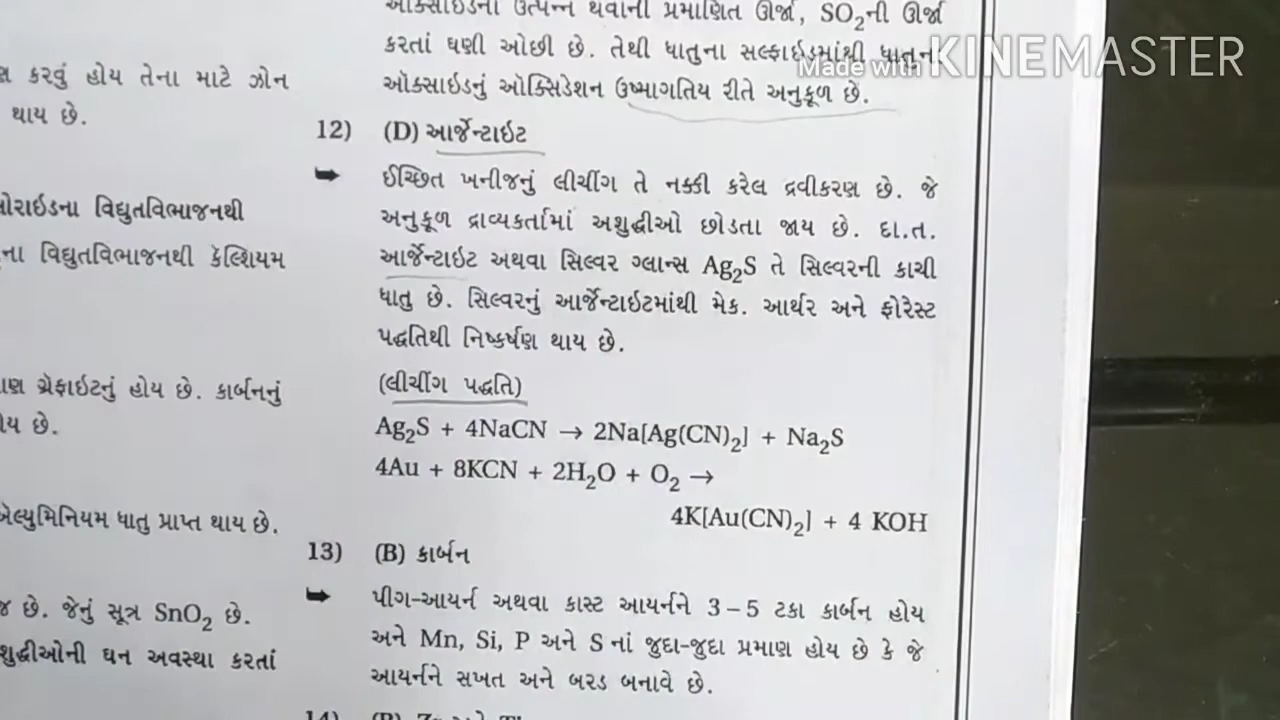 ણ કરવું હોય તેના માટે ઝોન
થાય છે.
ોરાઇડના વિદ્યુતવિભાજનથી
ના વિદ્યુતવિભાજનથી કૅલ્શિયમ
ાણ ગ્રૅફાઇટનું હોય છે. કાર્બનનું
ોય છે.
એલ્યુમિનિયમ ધાતુ પ્રાપ્ત થાય છે.
જ છે. જેનું સૂત્ર SnO₂ છે.
શુદ્ધીઓની ઘન અવસ્થા કરતાં
ઑક્સાઇડના ઉત્પન્ન થવાની પ્રમાણિત ઊર્જા, SO₂ની ઊર્જા
કરતાં ઘણી ઓછી છે. તેથી ધાતુના સલ્ફાઇડમાંથી ધાતુના
ઑક્સાઇડનું ઑક્સિડેશન ઉષ્માગતિય રીતે અનુકૂળ છે.
12) (D) આર્જેન્ટાઇટ
➡ ઈચ્છિત ખનીજનું લીચીંગ તે નક્કી કરેલ દ્રવીકરણ છે. જે
અનુકૂળ દ્રાવ્યકર્તામાં અશુદ્ધીઓ છોડતા જાય છે. દા.ત.
આર્જેન્ટાઇટ અથવા સિલ્વર ગ્લાન્સ Ag₂S તે સિલ્વરની કાચી
ધાતુ છે. સિલ્વરનું આર્જેન્ટાઇટમાંથી મેક. આર્થર અને ફોરેસ્ટ
પદ્ધતિથી નિષ્કર્ષણ થાય છે.
(લીચીંગ પદ્ધતિ)
Ag₂S + 4NaCN → 2Na[Ag(CN)₂] + Na₂S
4Au + 8KCN + 2H₂O + O₂ →
4K[Au(CN)₂] + 4 KOH
13) (B) કાર્બન
➡ પીગ-આયર્ન અથવા કાસ્ટ આયર્નને 3 – 5 ટકા કાર્બન હોય
અને Mn, Si, P અને S નાં જુદા-જુદા પ્રમાણ હોય છે કે જે
આયર્નને સખત અને બરડ બનાવે છે.
Made with KINEMASTER